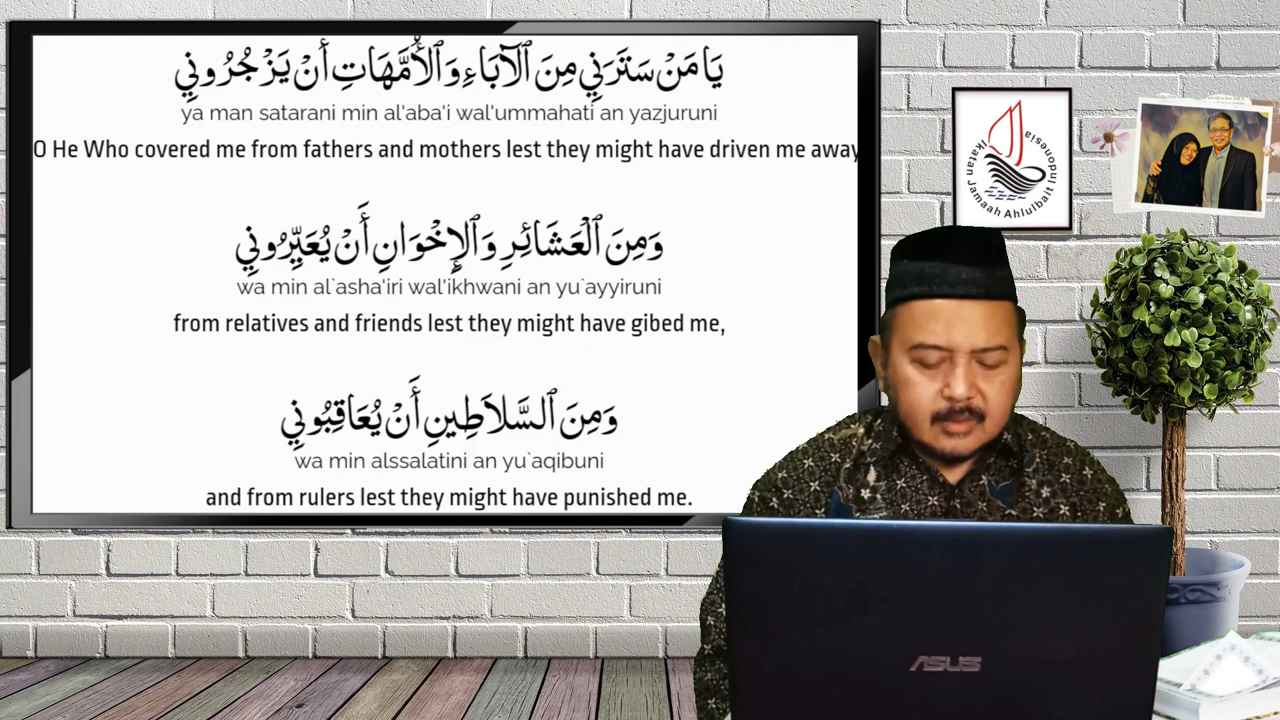 يَا مَنْ سَتَرَنِي مِنَ ٱلْآبَاءِ وَٱلْأُمَّهَاتِ أَنْ يَزْجُرُونِي
ya man satarani min al'aba'i wal'ummahati an yazjuruni
O He Who covered me from fathers and mothers lest they might have driven me away
وَمِنَ ٱلْعَشَائِرِ وَٱلإِخْوَانِ أَنْ يُعَيِّرُونِي
wa min al`asha'iri wal'ikhwani an yu`ayyiruni
from relatives and friends lest they might have gibed me,
وَمِنَ ٱلسَّلاَطِينِ أَنْ يُعَاقِبُونِي
wa min alssalatini an yu`aqibuni
and from rulers lest they might have punished me.
Ikatan Jamaah Ahlulbait Indonesia
ASUS